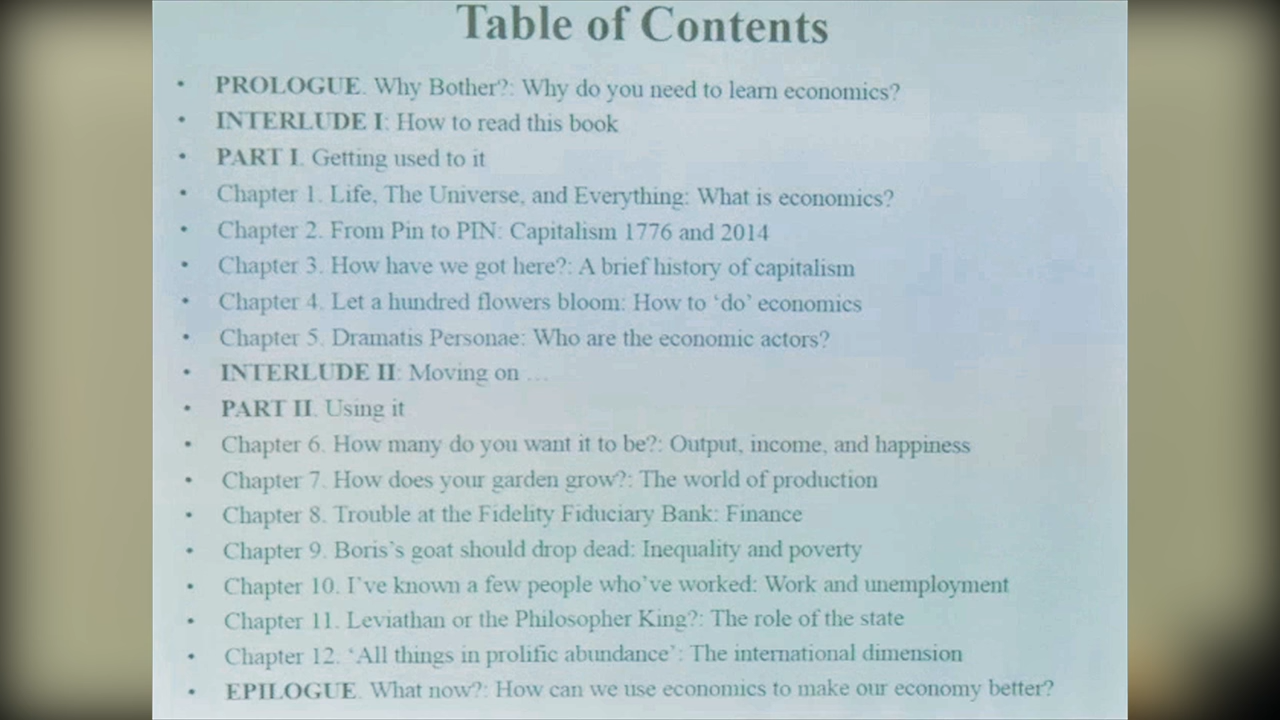 Table of Contents
• PROLOGUE. Why Bother?: Why do you need to learn economics?
• INTERLUDE I: How to read this book
• PART I. Getting used to it
• Chapter 1. Life, The Universe, and Everything: What is economics?
• Chapter 2. From Pin to PIN: Capitalism 1776 and 2014
• Chapter 3. How have we got here?: A brief history of capitalism
• Chapter 4. Let a hundred flowers bloom: How to ‘do’ economics
• Chapter 5. Dramatis Personae: Who are the economic actors?
• INTERLUDE II: Moving on …
• PART II. Using it
• Chapter 6. How many do you want it to be?: Output, income, and happiness
• Chapter 7. How does your garden grow?: The world of production
• Chapter 8. Trouble at the Fidelity Fiduciary Bank: Finance
• Chapter 9. Boris’s goat should drop dead: Inequality and poverty
• Chapter 10. I’ve known a few people who’ve worked: Work and unemployment
• Chapter 11. Leviathan or the Philosopher King?: The role of the state
• Chapter 12. ‘All things in prolific abundance’: The international dimension
• EPILOGUE. What now?: How can we use economics to make our economy better?